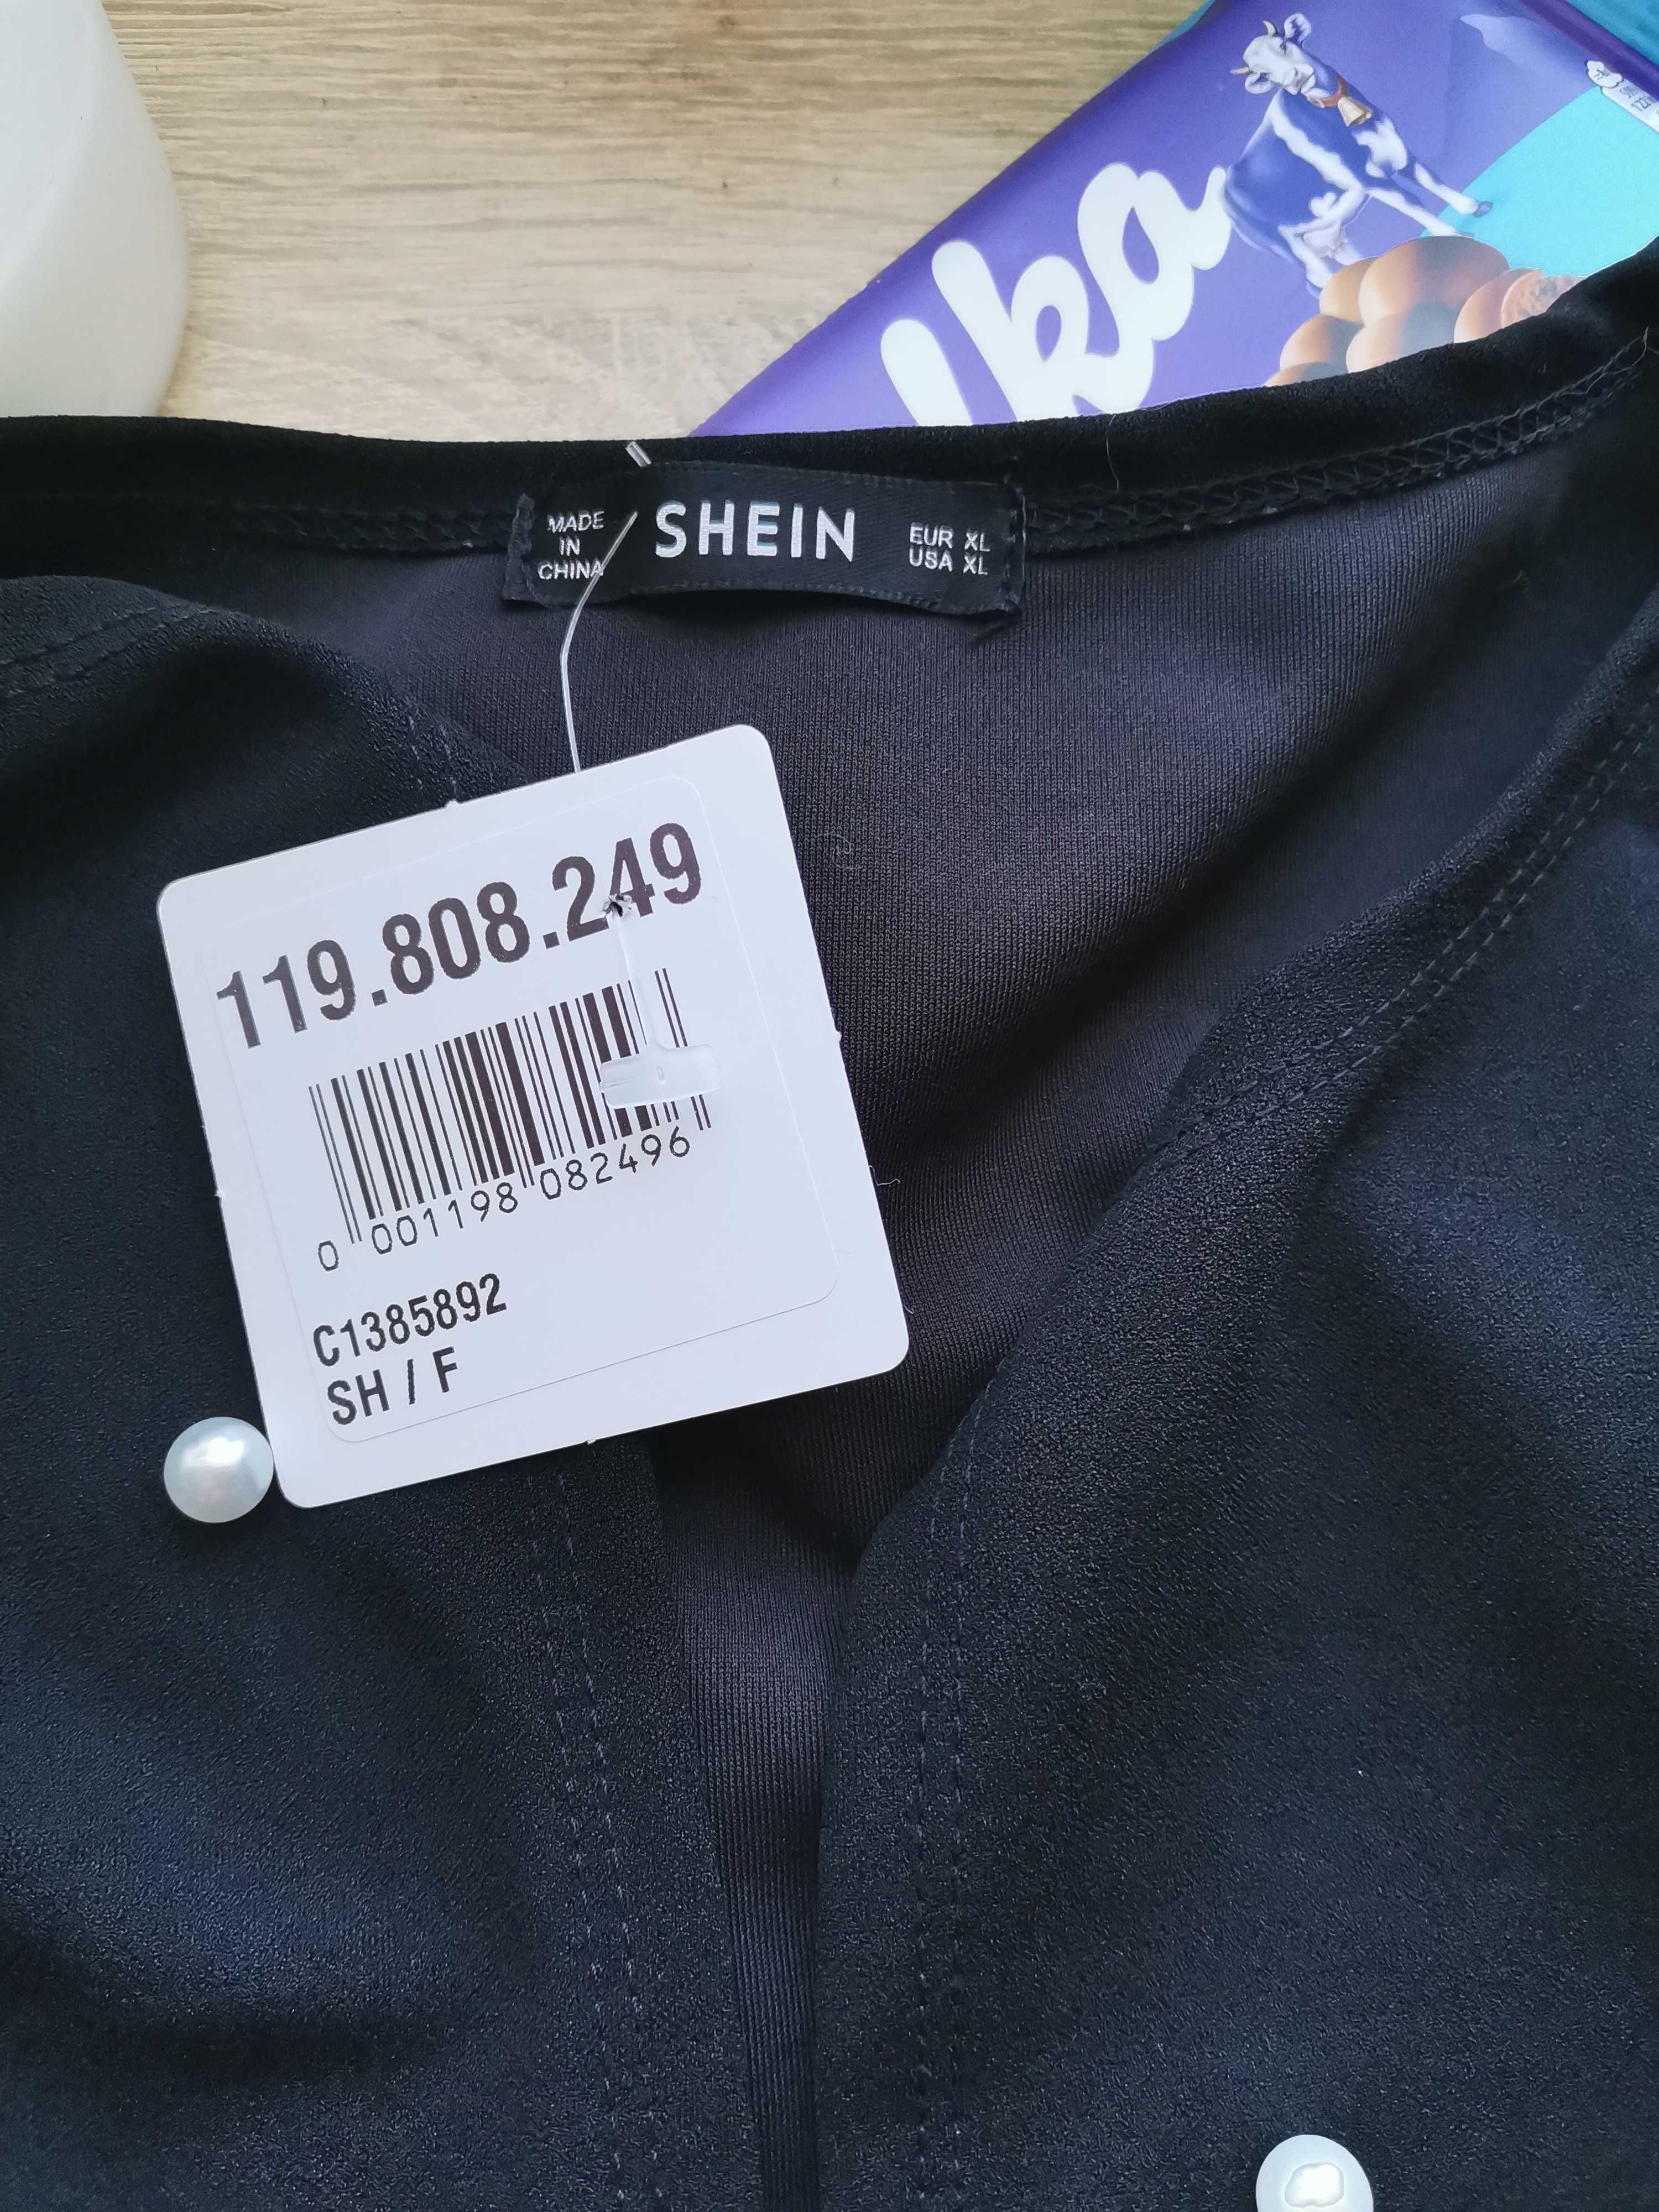 lka
MADE
IN
CHINA
SHEIN
EUR XL
USA XL
119.808.249
0 001198 082496
C1385892
SH / F